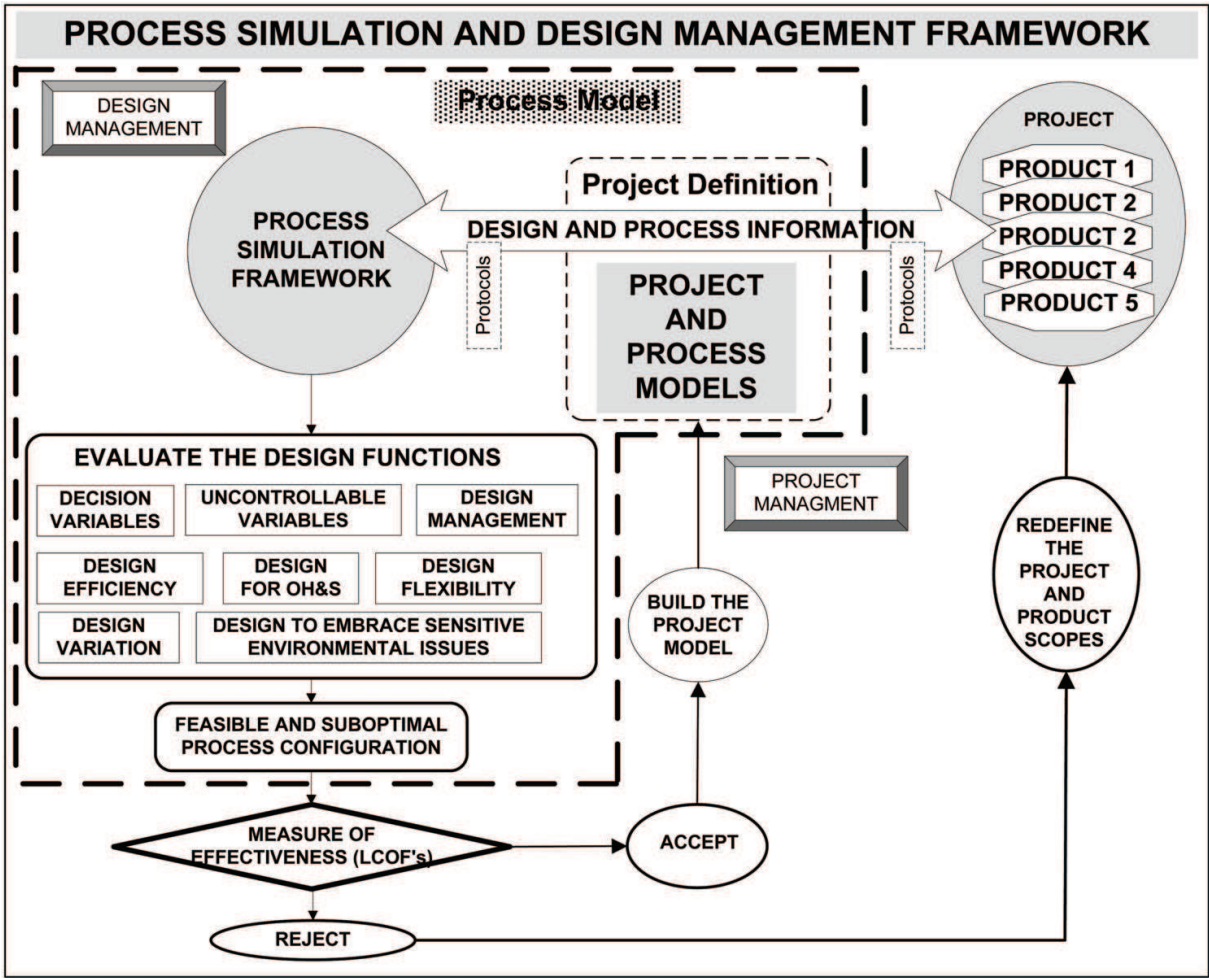 PROCESS SIMULATION AND DESIGN MANAGEMENT FRAMEWORK
DESIGN
MANAGEMENT
Process Model
PROJECT
PRODUCT 1
PRODUCT 2
PRODUCT 2
PRODUCT 4
PRODUCT 5
Project Definition
DESIGN AND PROCESS INFORMATION
PROCESS
SIMULATION
FRAMEWORK
Protocols
PROJECT
AND
PROCESS
MODELS
Protocols
EVALUATE THE DESIGN FUNCTIONS
DECISION
VARIABLES
UNCONTROLLABLE
VARIABLES
DESIGN
MANAGEMENT
DESIGN
EFFICIENCY
DESIGN
FOR OH&S
DESIGN
FLEXIBILITY
DESIGN
VARIATION
DESIGN TO EMBRACE SENSITIVE
ENVIRONMENTAL ISSUES
PROJECT
MANAGMENT
BUILD THE
PROJECT
MODEL
REDEFINE
THE
PROJECT
AND
PRODUCT
SCOPES
FEASIBLE AND SUBOPTIMAL
PROCESS CONFIGURATION
MEASURE OF
EFFECTIVENESS (LCOF's)
ACCEPT
REJECT